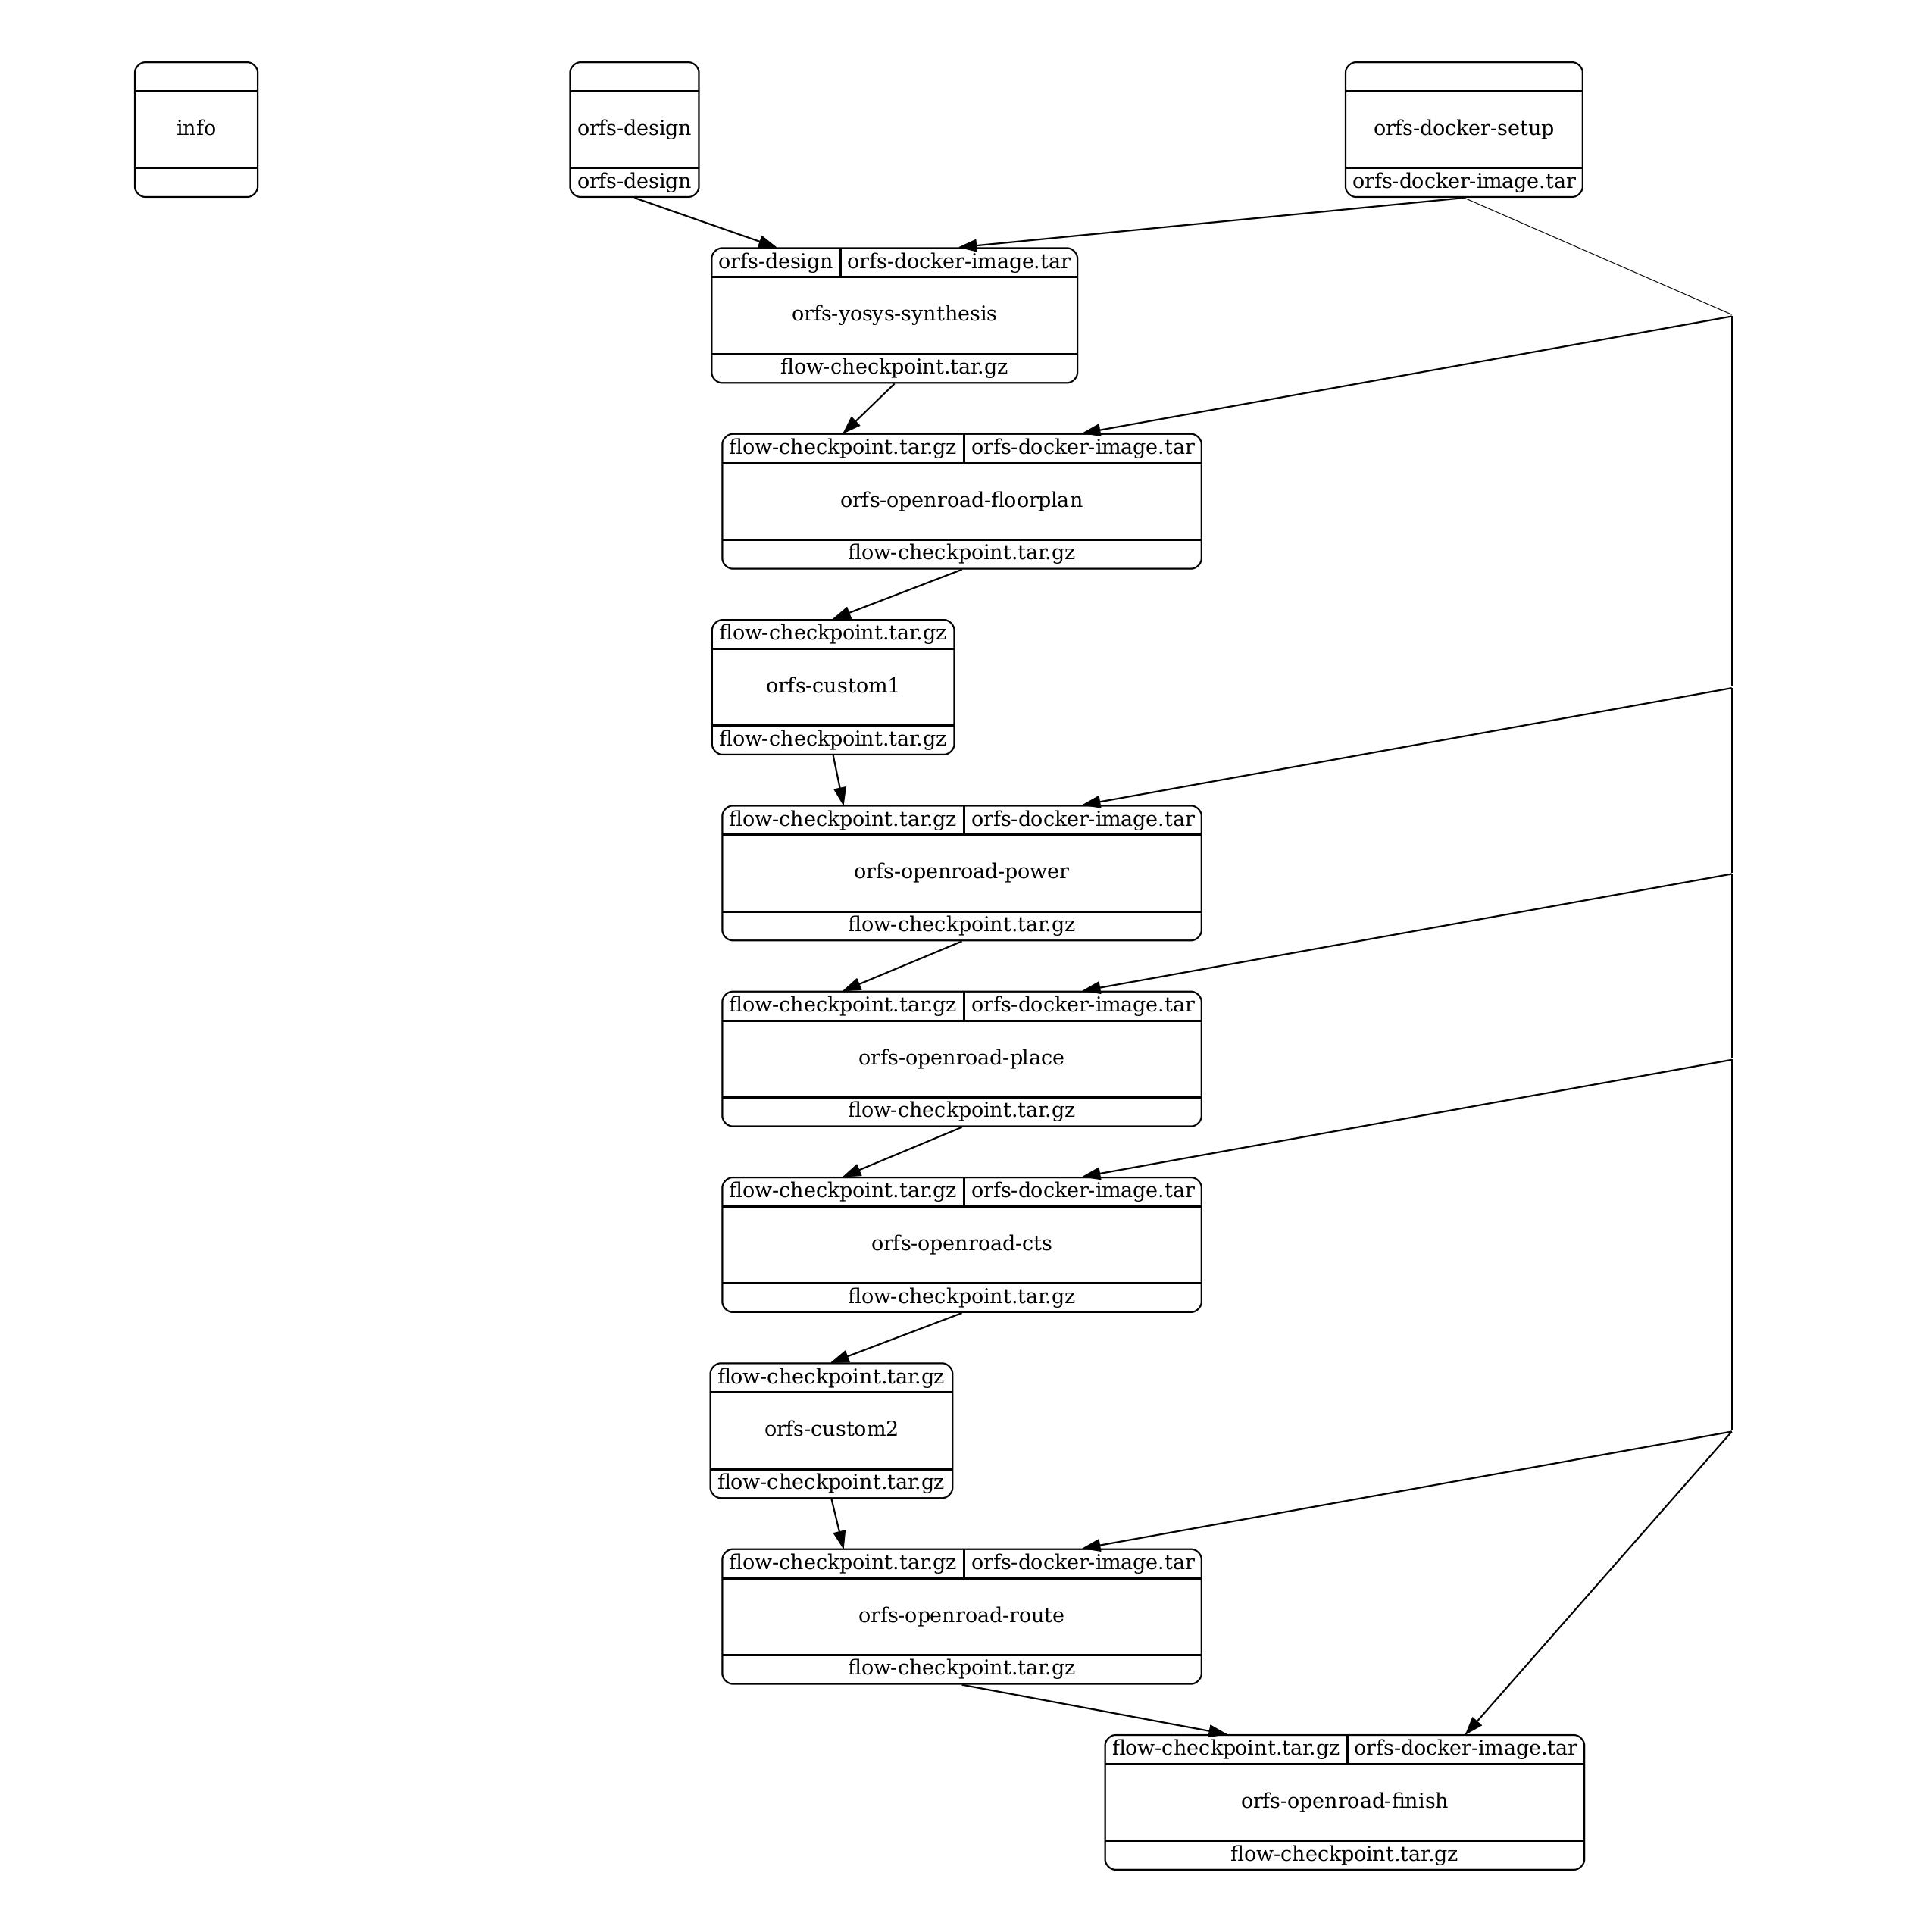 info
orfs-design
orfs-design
orfs-docker-setup
orfs-docker-image.tar
orfs-design orfs-docker-image.tar
orfs-yosys-synthesis
flow-checkpoint.tar.gz
flow-checkpoint.tar.gz orfs-docker-image.tar
orfs-openroad-floorplan
flow-checkpoint.tar.gz
flow-checkpoint.tar.gz
orfs-custom1
flow-checkpoint.tar.gz
flow-checkpoint.tar.gz orfs-docker-image.tar
orfs-openroad-power
flow-checkpoint.tar.gz
flow-checkpoint.tar.gz orfs-docker-image.tar
orfs-openroad-place
flow-checkpoint.tar.gz
flow-checkpoint.tar.gz orfs-docker-image.tar
orfs-openroad-cts
flow-checkpoint.tar.gz
flow-checkpoint.tar.gz
orfs-custom2
flow-checkpoint.tar.gz
flow-checkpoint.tar.gz orfs-docker-image.tar
orfs-openroad-route
flow-checkpoint.tar.gz
flow-checkpoint.tar.gz orfs-docker-image.tar
orfs-openroad-finish
flow-checkpoint.tar.gz